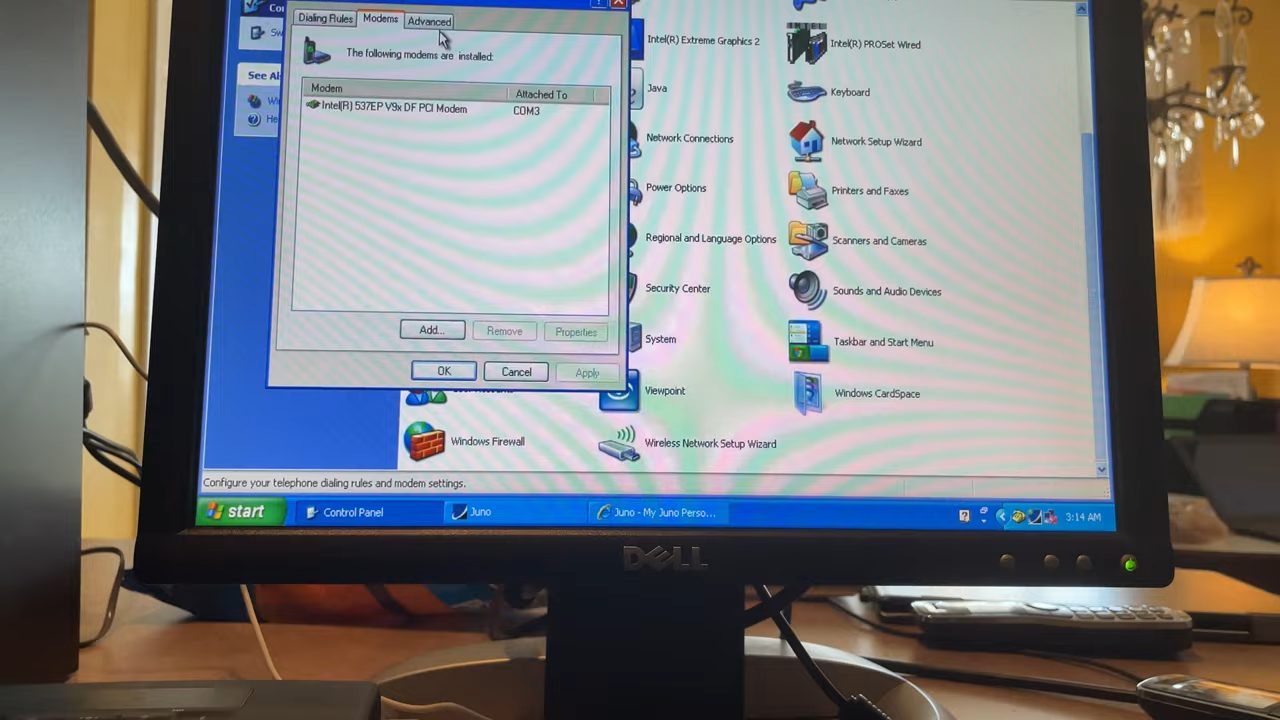 Dialing Rules
Modems
Advanced
The following modems are installed:
Modem
Attached To
Intel(R) 537EP V9x DF PCI Modem
COM3
Add...
Remove
Properties
OK
Cancel
Apply
See Al
Intel(R) Extreme Graphics 2
INTEL
Intel(R) PROSet Wired
Java
Keyboard
Network Connections
Network Setup Wizard
Power Options
Printers and Faxes
Regional and Language Options
Scanners and Cameras
Security Center
Sounds and Audio Devices
System
Taskbar and Start Menu
Viewpoint
Windows CardSpace
Windows Firewall
Wireless Network Setup Wizard
Configure your telephone dialing rules and modem settings.
start
Control Panel
Juno
Juno - My Juno Perso...
3:14 AM
DELL